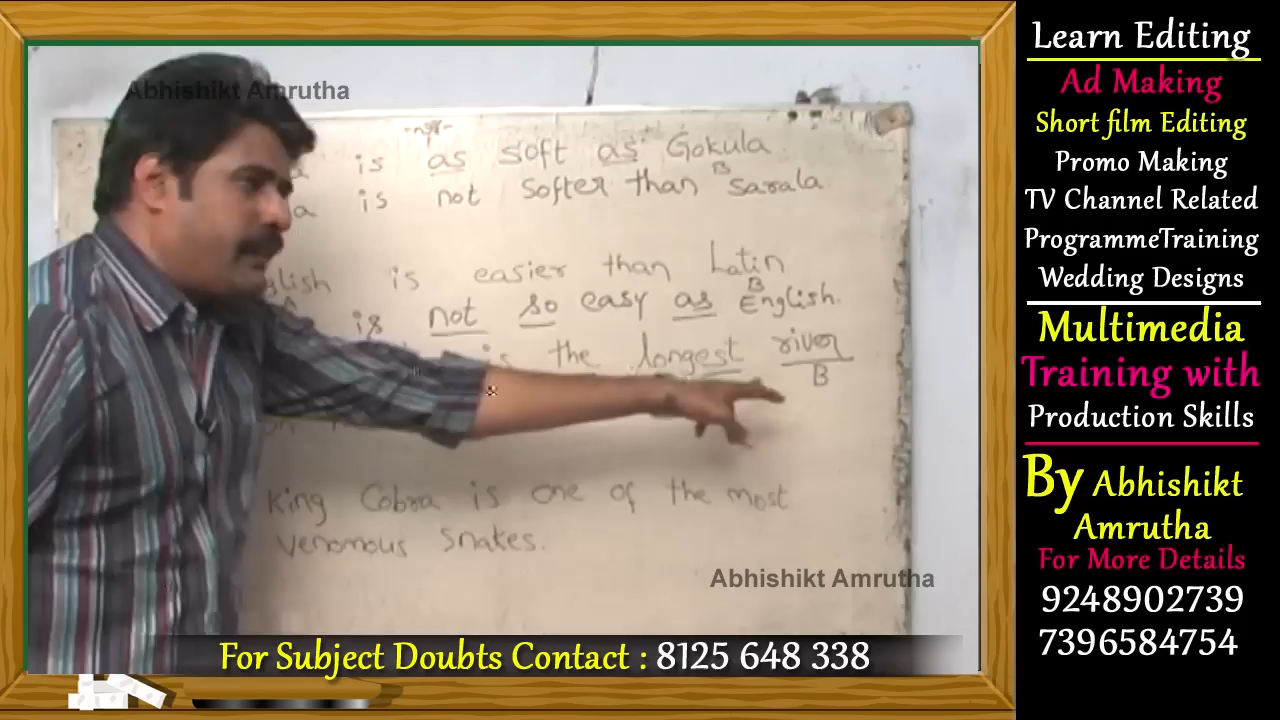 Abhishikt Amrutha
is as soft as Gokula
B
is not softer than Sarala
English is easier than Latin
A B
is not so easy as English.
is the longest river
B
King Cobra is one of the most
venomous snakes.
Abhishikt Amrutha
For Subject Doubts Contact : 8125 648 338
Learn Editing
Ad Making
Short film Editing
Promo Making
TV Channel Related
ProgrammeTraining
Wedding Designs
Multimedia
Training with
Production Skills
By Abhishikt
Amrutha
For More Details
9248902739
7396584754